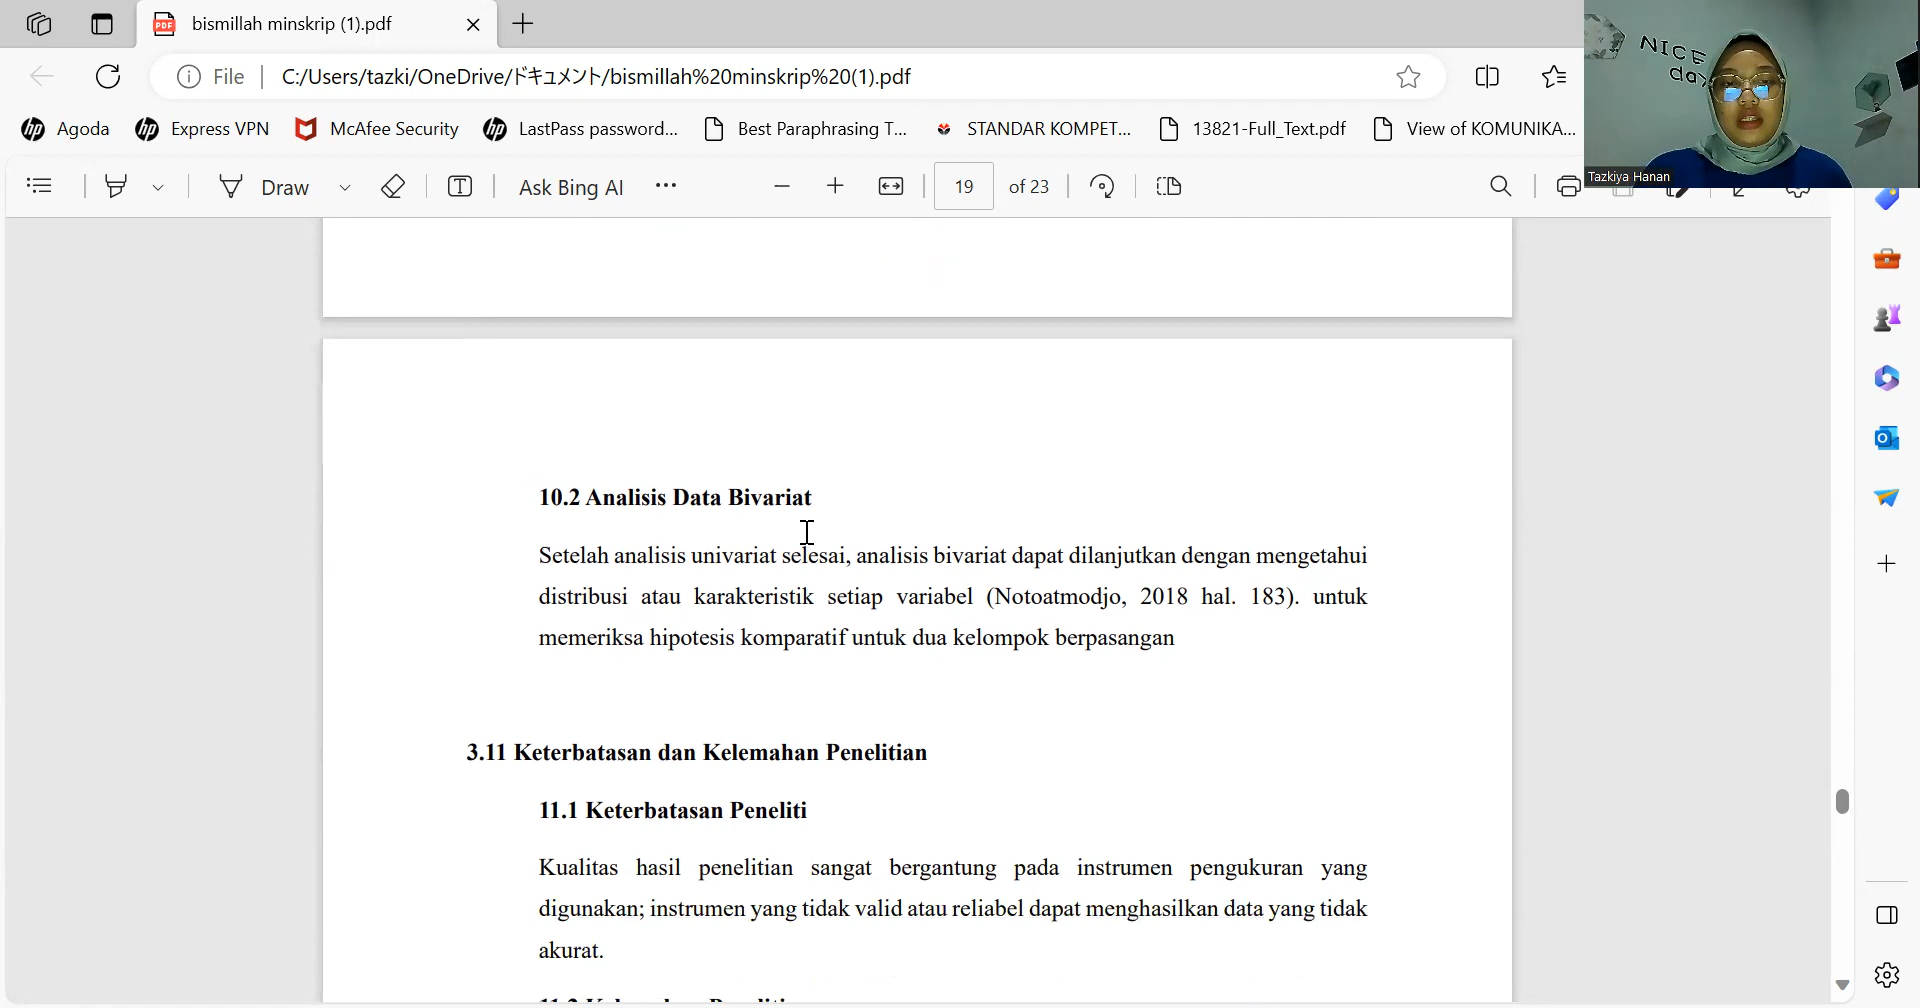 bismillah minskrip (1).pdf
File
C:/Users/tazki/OneDrive/ドキュメント/bismillah%20minskrip%20(1).pdf
Agoda
Express VPN
McAfee Security
LastPass password...
Best Paraphrasing T...
STANDAR KOMPET...
13821-Full_Text.pdf
View of KOMUNIKA...
NICE
day
Tazkiya Hanan
Draw
Ask Bing AI
19
of 23
10.2 Analisis Data Bivariat
Setelah analisis univariat selesai, analisis bivariat dapat dilanjutkan dengan mengetahui
distribusi atau karakteristik setiap variabel (Notoatmodjo, 2018 hal. 183). untuk
memeriksa hipotesis komparatif untuk dua kelompok berpasangan
3.11 Keterbatasan dan Kelemahan Penelitian
11.1 Keterbatasan Peneliti
Kualitas hasil penelitian sangat bergantung pada instrumen pengukuran yang
digunakan; instrumen yang tidak valid atau reliabel dapat menghasilkan data yang tidak
akurat.